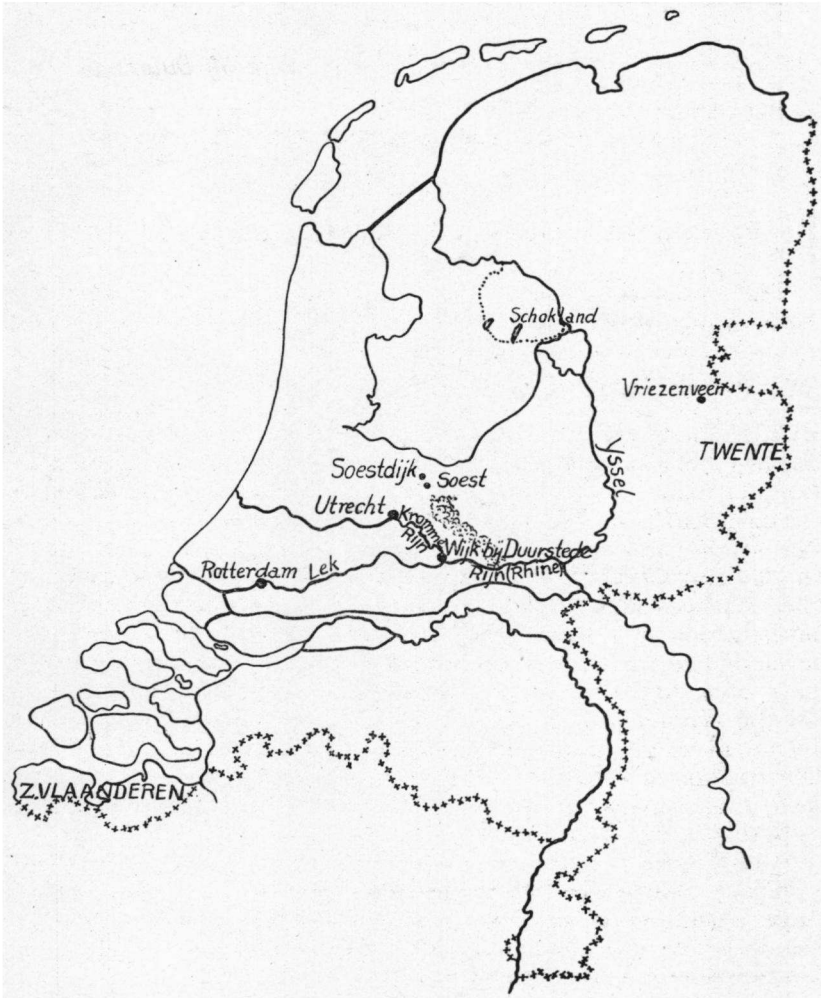 Schokland
Vriezenveen
TWENTE
Yssel
Soestdijk
Soest
Utrecht
Kromme
Rijn
Wijk bij Duurstede
Rijn (Rhine)
Rotterdam
Lek
Z.VLAANDEREN